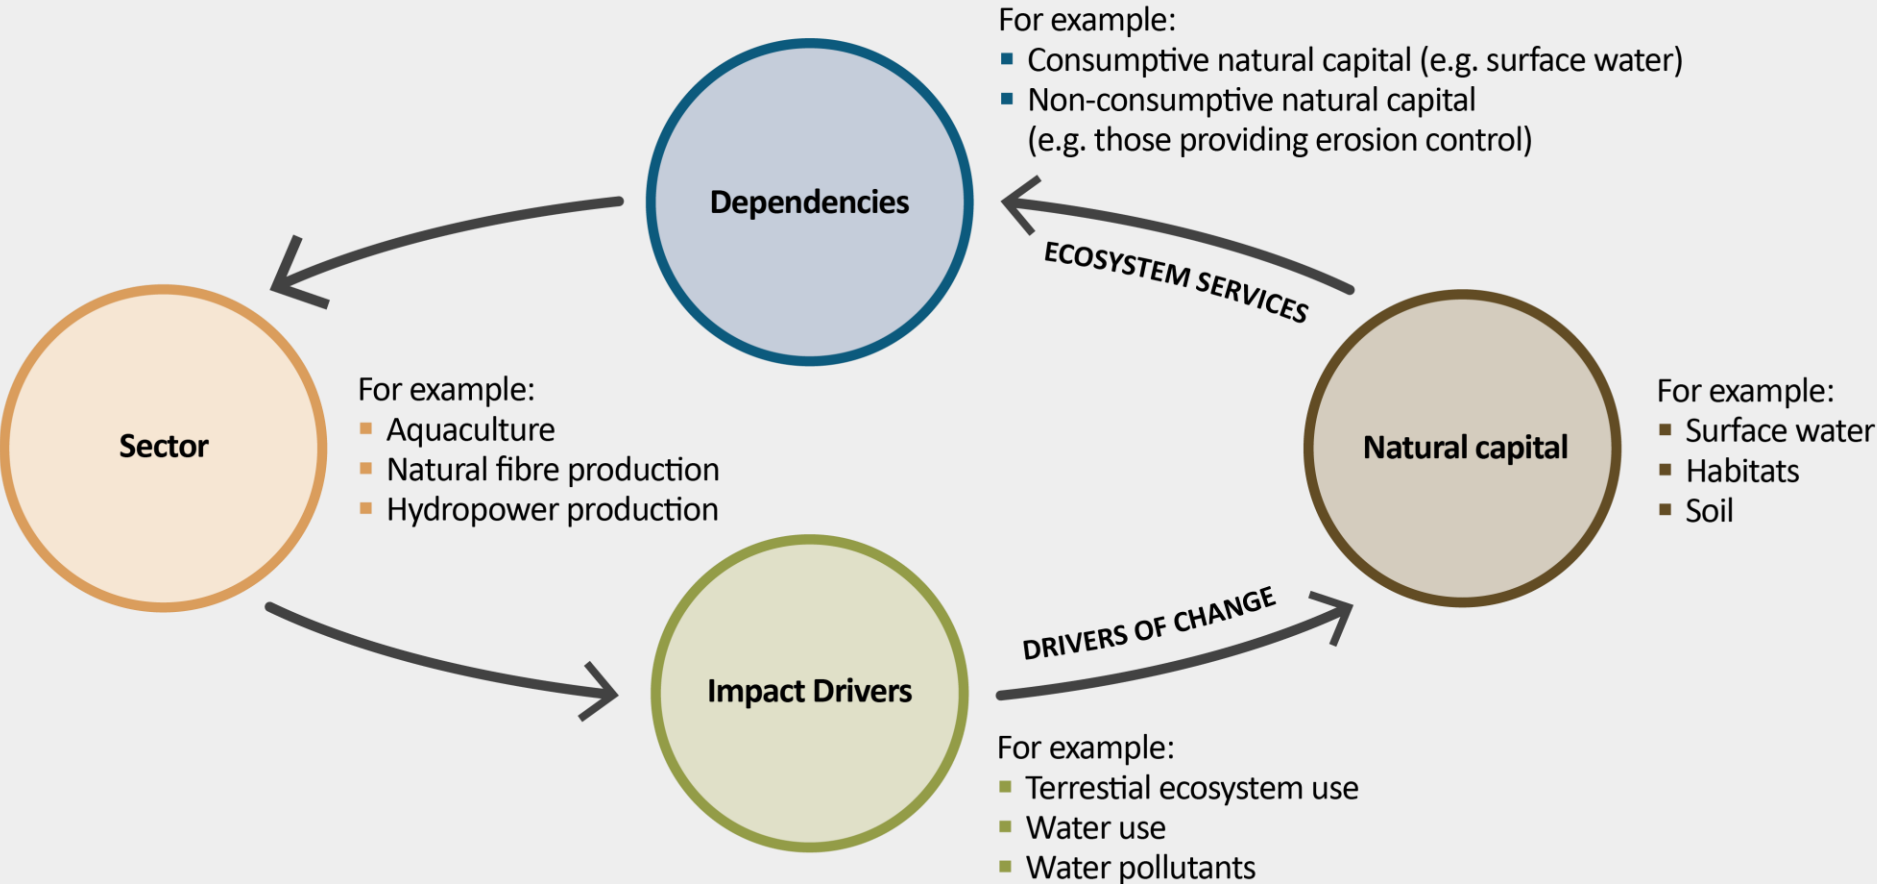 For example:
▪ Consumptive natural capital (e.g. surface water)
▪ Non-consumptive natural capital
(e.g. those providing erosion control)
Dependencies
ECOSYSTEM SERVICES
Sector
For example:
▪ Aquaculture
▪ Natural fibre production
▪ Hydropower production
Natural capital
For example:
▪ Surface water
▪ Habitats
▪ Soil
DRIVERS OF CHANGE
Impact Drivers
For example:
▪ Terrestial ecosystem use
▪ Water use
▪ Water pollutants